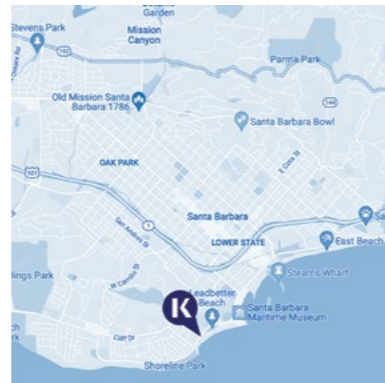 Garden
Stevens Park
Mission
Canyon
192
Parma Park
Old Mission Santa
Barbara 1786
144
Santa Barbara Bowl
OAK PARK
E Cota St
101
San Andres St
1
Santa Barbara
LOWER STATE
East Beach
Stearns Wharf
W Carrillo St
lings Park
K
Leadbetter
Beach
Santa Barbara
Maritime Museum
Cliff Dr
Shoreline Park